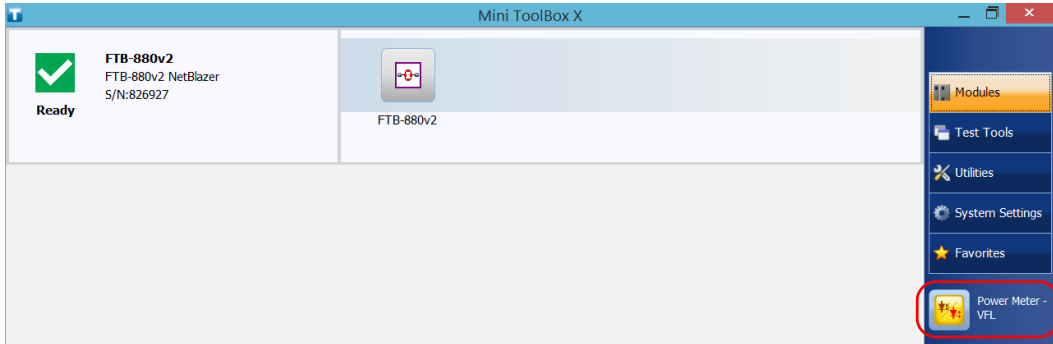 Mini ToolBox X
FTB-880v2
FTB-880v2 NetBlazer
S/N:826927
Ready
FTB-880v2
Modules
Test Tools
Utilities
System Settings
Favorites
Power Meter -
VFL